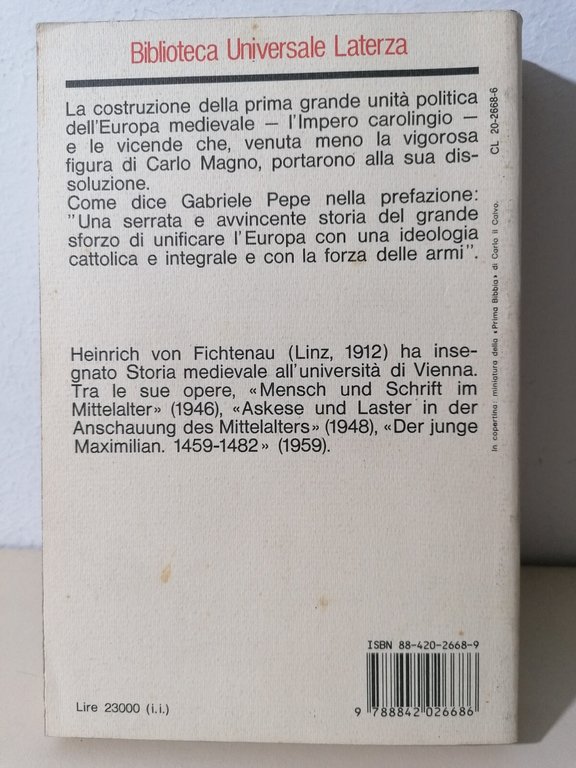 Biblioteca Universale Laterza
La costruzione della prima grande unità politica
dell'Europa medievale — l'Impero carolingio —
e le vicende che, venuta meno la vigorosa
figura di Carlo Magno, portarono alla sua dis-
soluzione.
Come dice Gabriele Pepe nella prefazione:
"Una serrata e avvincente storia del grande
sforzo di unificare l'Europa con una ideologia
cattolica e integrale e con la forza delle armi".
Heinrich von Fichtenau (Linz, 1912) ha inse-
gnato Storia medievale all'università di Vienna.
Tra le sue opere, «Mensch und Schrift im
Mittelalter» (1946), «Askese und Laster in der
Anschauung des Mittelalters» (1948), «Der junge
Maximilian. 1459-1482» (1959).
CL 20-2668-6
In copertina: miniatura della «Prima Bibbia» di Carlo il Calvo.
Lire 23000 (i.i.)
ISBN 88-420-2668-9
9 788842 026686